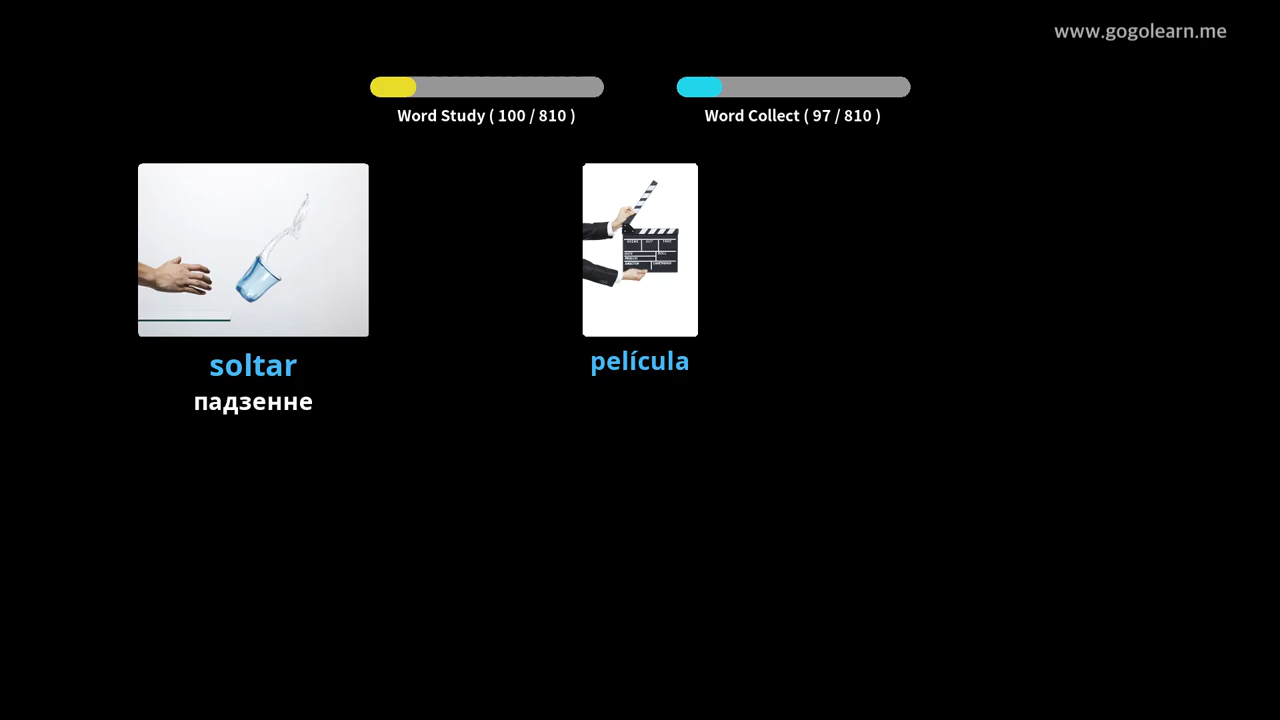 www.gogolearn.me
Word Study ( 100 / 810 )
Word Collect ( 97 / 810 )
soltar
падзенне
película